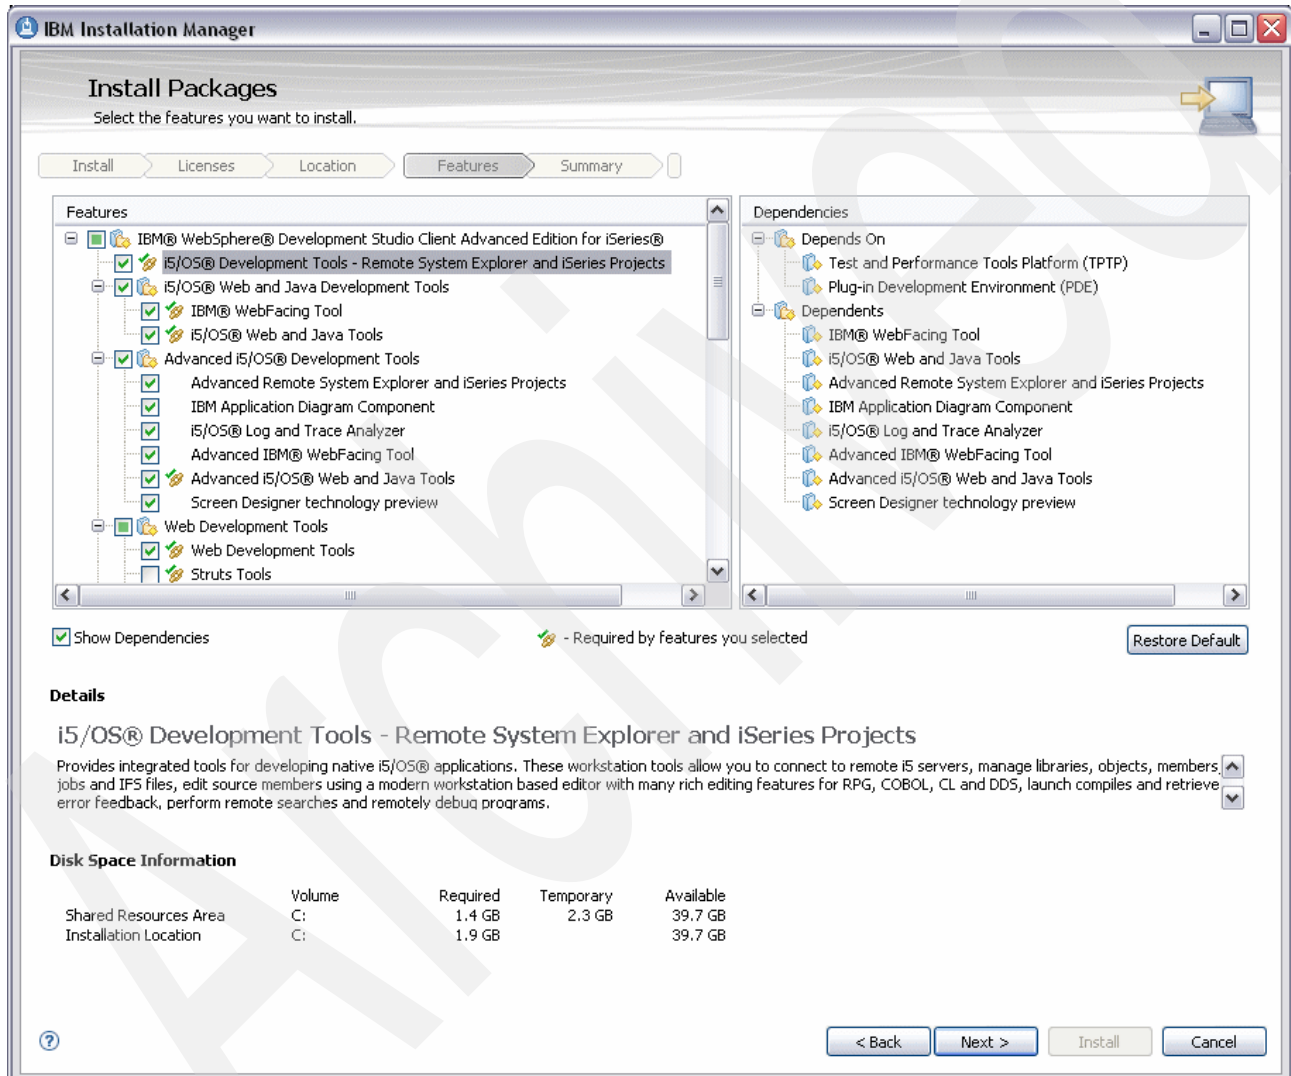 IBM Installation Manager
Install Packages
Select the features you want to install.
Install
Licenses
Location
Features
Summary
Features
IBM® WebSphere® Development Studio Client Advanced Edition for iSeries®
i5/OS® Development Tools - Remote System Explorer and iSeries Projects
i5/OS® Web and Java Development Tools
IBM® WebFacing Tool
i5/OS® Web and Java Tools
Advanced i5/OS® Development Tools
Advanced Remote System Explorer and iSeries Projects
IBM Application Diagram Component
i5/OS® Log and Trace Analyzer
Advanced IBM® WebFacing Tool
Advanced i5/OS® Web and Java Tools
Screen Designer technology preview
Web Development Tools
Web Development Tools
Struts Tools
Dependencies
Depends On
Test and Performance Tools Platform (TPTP)
Plug-in Development Environment (PDE)
Dependents
IBM® WebFacing Tool
i5/OS® Web and Java Tools
Advanced Remote System Explorer and iSeries Projects
IBM Application Diagram Component
i5/OS® Log and Trace Analyzer
Advanced IBM® WebFacing Tool
Advanced i5/OS® Web and Java Tools
Screen Designer technology preview
Show Dependencies
- Required by features you selected
Restore Default
Details
i5/OS® Development Tools - Remote System Explorer and iSeries Projects
Provides integrated tools for developing native i5/OS® applications. These workstation tools allow you to connect to remote i5 servers, manage libraries, objects, members,
jobs and IFS files, edit source members using a modern workstation based editor with many rich editing features for RPG, COBOL, CL and DDS, launch compiles and retrieve
error feedback, perform remote searches and remotely debug programs.
Disk Space Information
Volume Required Temporary Available
Shared Resources Area C: 1.4 GB 2.3 GB 39.7 GB
Installation Location C: 1.9 GB 39.7 GB
< Back
Next >
Install
Cancel
Archived